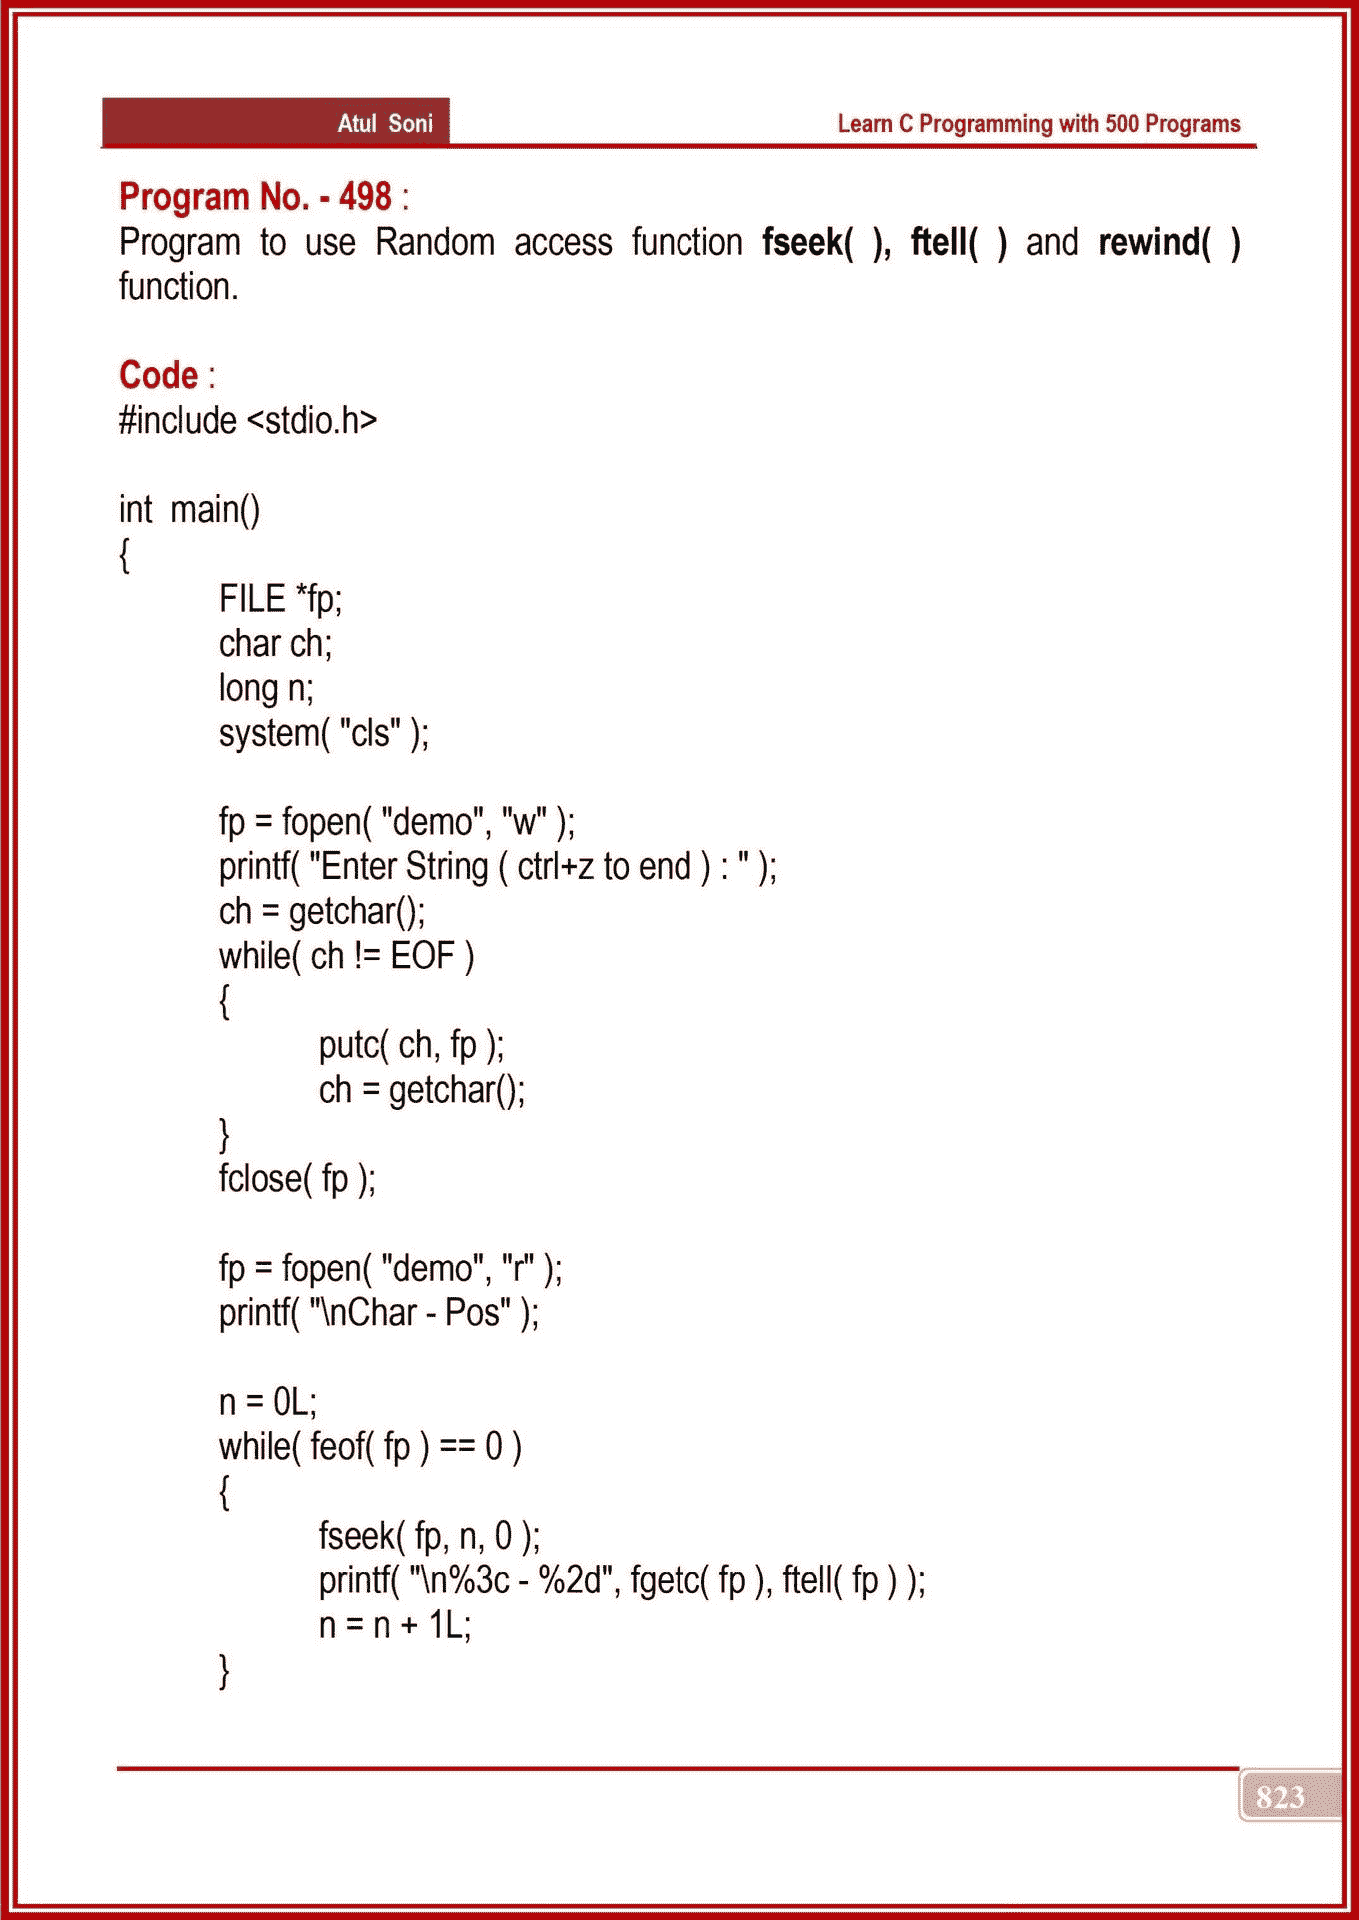 Atul Soni
Learn C Programming with 500 Programs
Program No. - 498 :
Program to use Random access function fseek( ), ftell( ) and rewind( )
function.
Code :
#include <stdio.h>
int main()
{
FILE *fp;
char ch;
long n;
system( "cls" );
fp = fopen( "demo", "w" );
printf( "Enter String ( ctrl+z to end ) : " );
ch = getchar();
while( ch != EOF )
{
putc( ch, fp );
ch = getchar();
}
fclose( fp );
fp = fopen( "demo", "r" );
printf( "\nChar - Pos" );
n = 0L;
while( feof( fp ) == 0 )
{
fseek( fp, n, 0 );
printf( "\n%3c - %2d", fgetc( fp ), ftell( fp ) );
n = n + 1L;
}
823